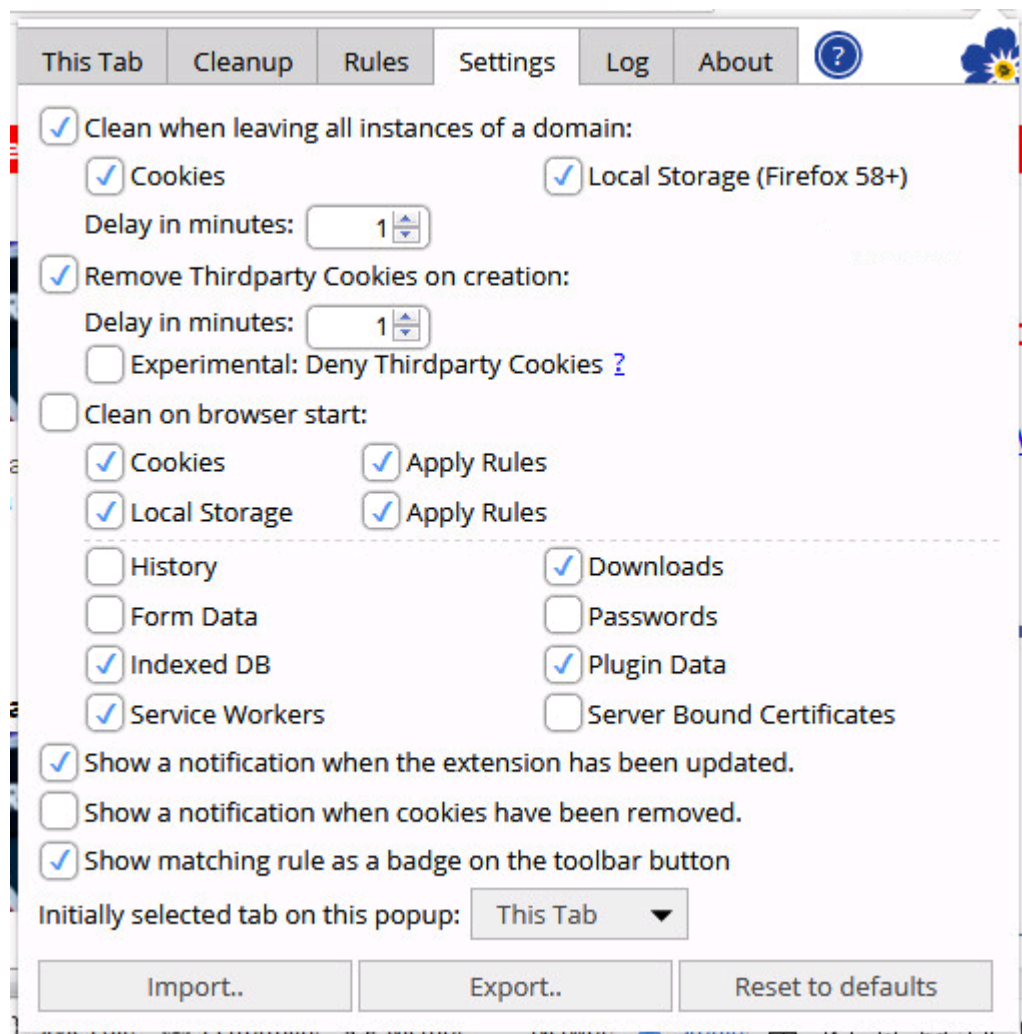 This Tab Cleanup Rules Settings Log About ?
Clean when leaving all instances of a domain:
Cookies Local Storage (Firefox 58+)
Delay in minutes: 1
Remove Thirdparty Cookies on creation:
Delay in minutes: 1
Experimental: Deny Thirdparty Cookies ?
Clean on browser start:
Cookies Apply Rules
Local Storage Apply Rules
History Downloads
Form Data Passwords
Indexed DB Plugin Data
Service Workers Server Bound Certificates
Show a notification when the extension has been updated.
Show a notification when cookies have been removed.
Show matching rule as a badge on the toolbar button
Initially selected tab on this popup: This Tab
Import.. Export.. Reset to defaults